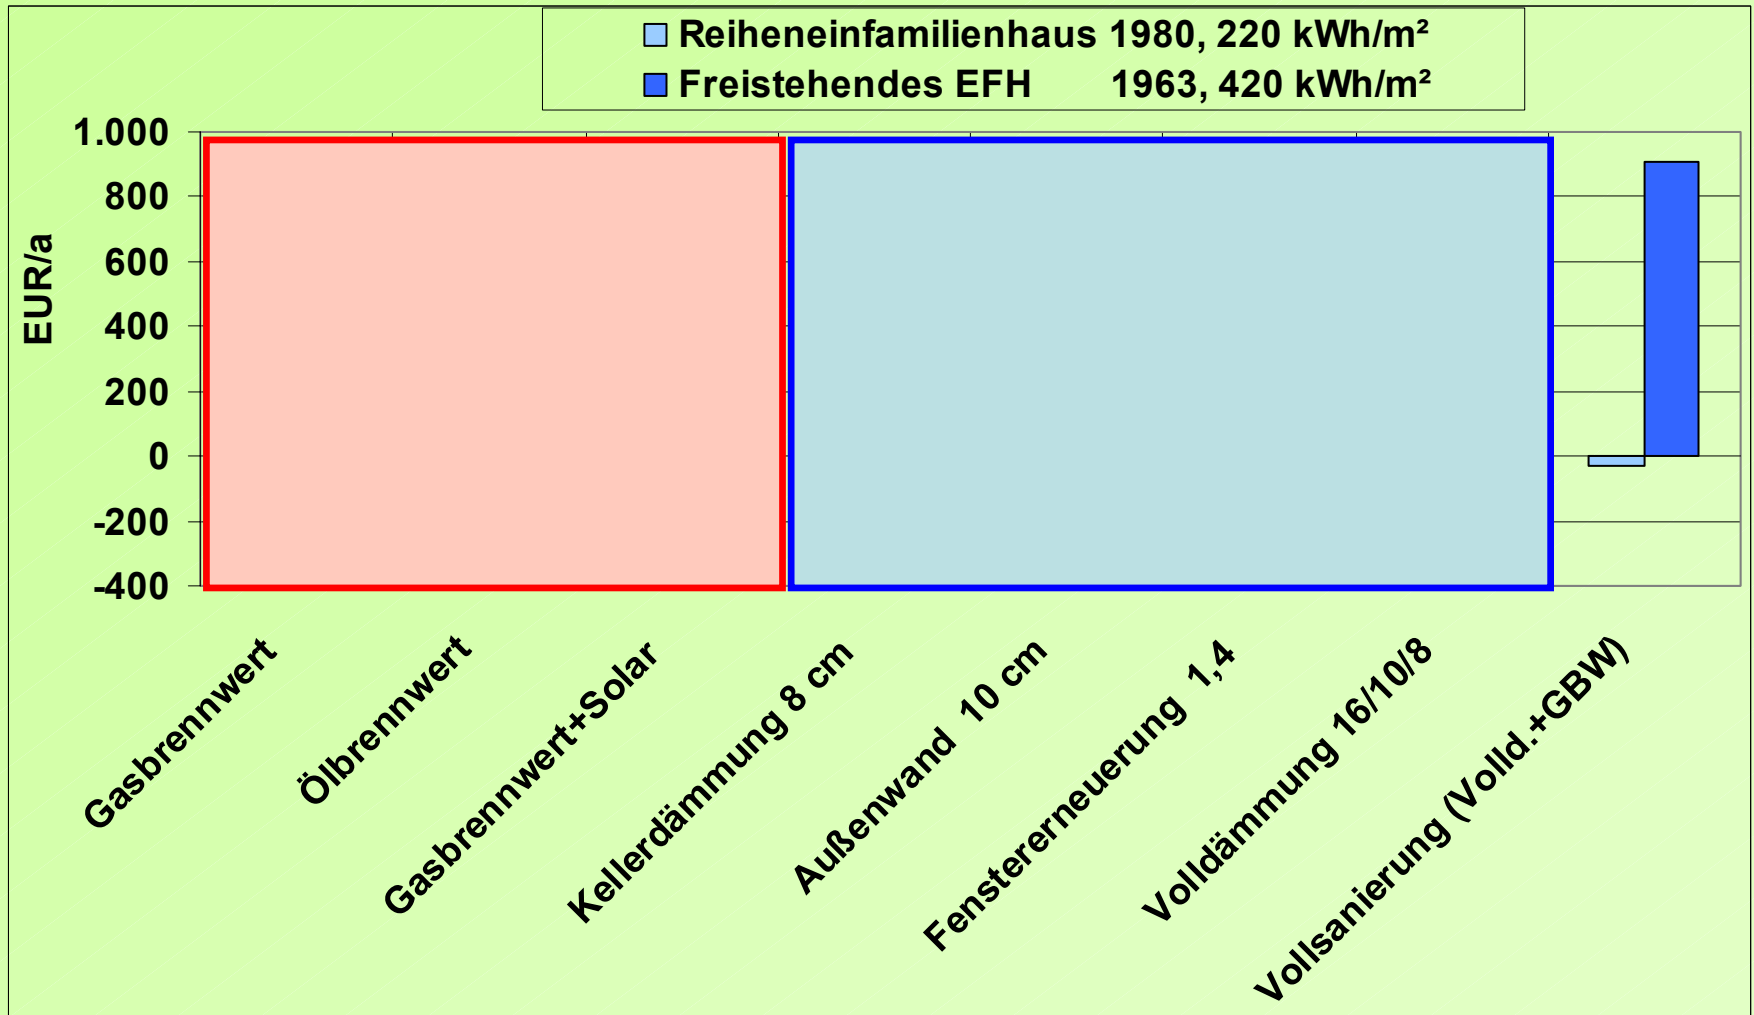 Reiheneinfamilienhaus 1980, 220 kWh/m²
Freistehendes EFH 1963, 420 kWh/m²
EUR/a
1.000
800
600
400
200
0
-200
-400
Gasbrennwert
Ölbrennwert
Gasbrennwert+Solar
Kellerdämmung 8 cm
Außenwand 10 cm
Fenstererneuerung 1,4
Volldämmung 16/10/8
Vollsanierung (Volld.+GBW)